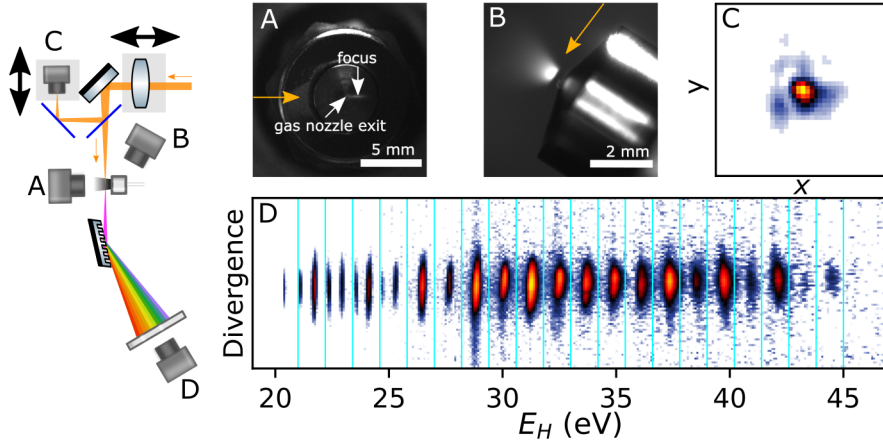 C
B
A
D
A
focus
gas nozzle exit
5 mm
B
2 mm
C
y
x
D
Divergence
20 25 30 35 40 45
E_H (eV)